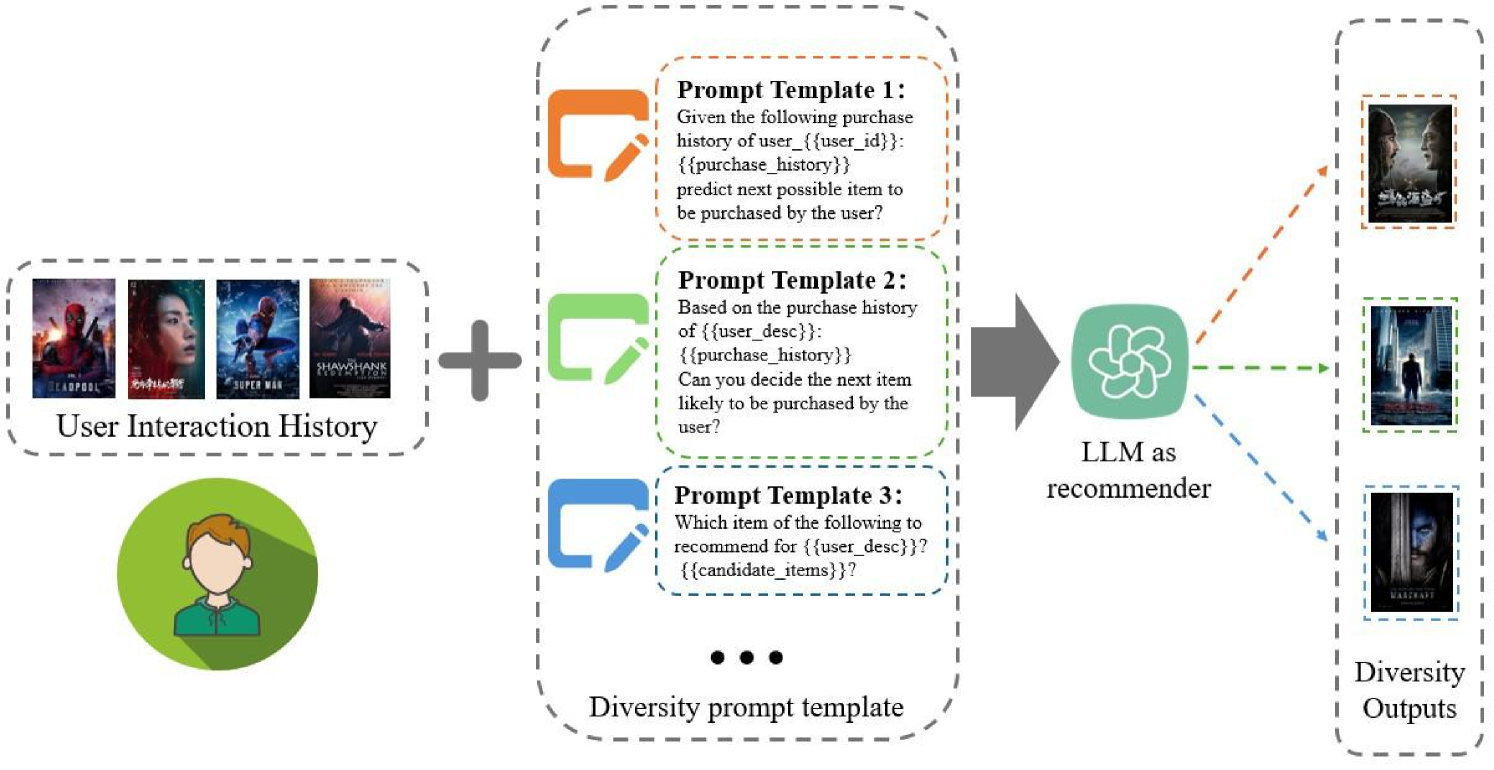 DEADPOOL
SUPER MAN
THE
SHAWSHANK
REDEMPTION
User Interaction History
Prompt Template 1:
Given the following purchase
history of user_{{user_id}}:
{{purchase_history}}
predict next possible item to
be purchased by the user?
Prompt Template 2:
Based on the purchase history
of {{user_desc}}:
{{purchase_history}}
Can you decide the next item
likely to be purchased by the
user?
Prompt Template 3:
Which item of the following to
recommend for {{user_desc}}?
{{candidate_items}}?
Diversity prompt template
LLM as
recommender
INCEPTION
WARCRAFT
Diversity
Outputs